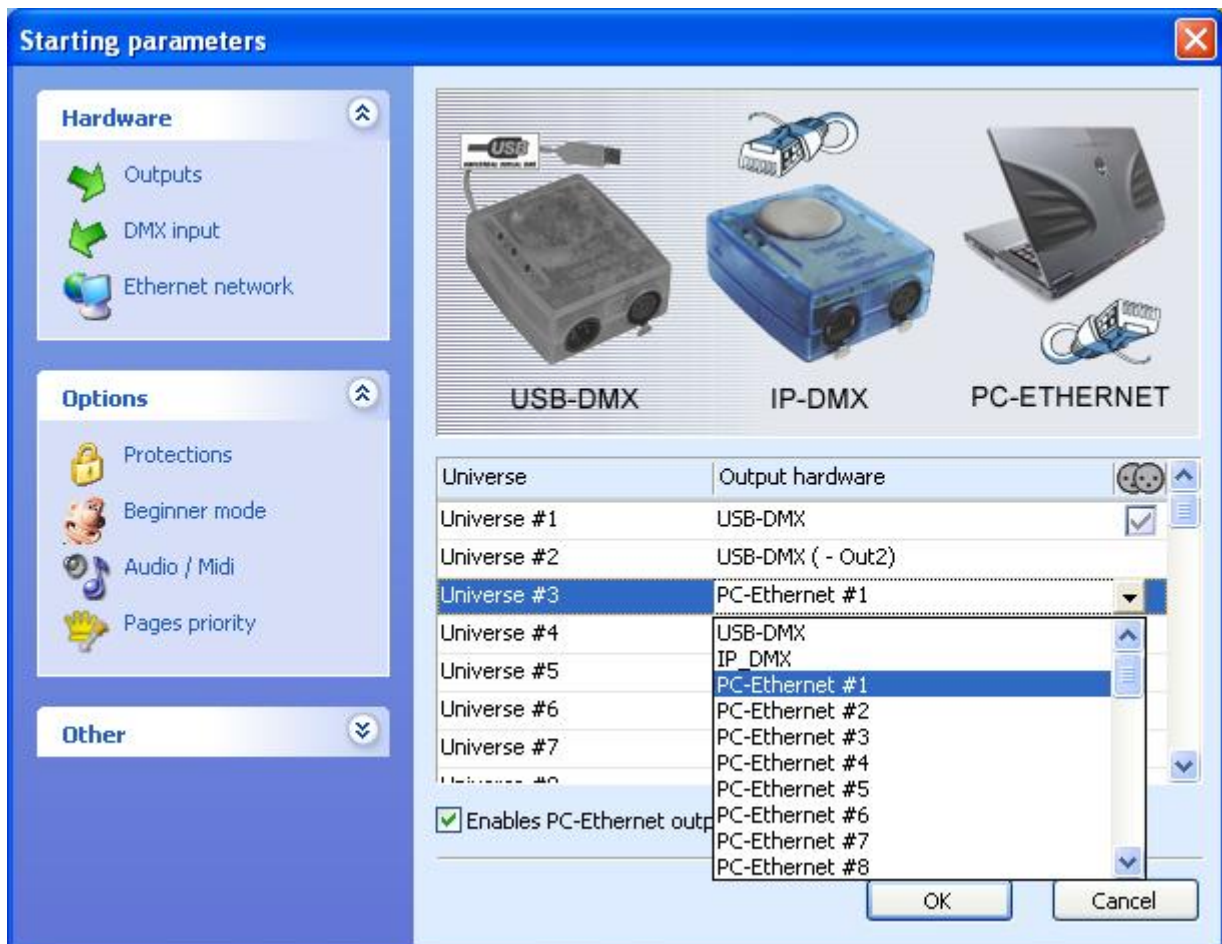 Starting parameters
Hardware
Outputs
DMX input
Ethernet network
Options
Protections
Beginner mode
Audio / Midi
Pages priority
Other
USB
USB-DMX
IP-DMX
PC-ETHERNET
Universe Output hardware
Universe #1 USB-DMX
Universe #2 USB-DMX ( - Out2)
Universe #3 PC-Ethernet #1
Universe #4
Universe #5
Universe #6
Universe #7
USB-DMX
IP_DMX
PC-Ethernet #1
PC-Ethernet #2
PC-Ethernet #3
PC-Ethernet #4
PC-Ethernet #5
PC-Ethernet #6
PC-Ethernet #7
PC-Ethernet #8
Enables PC-Ethernet outp
OK
Cancel